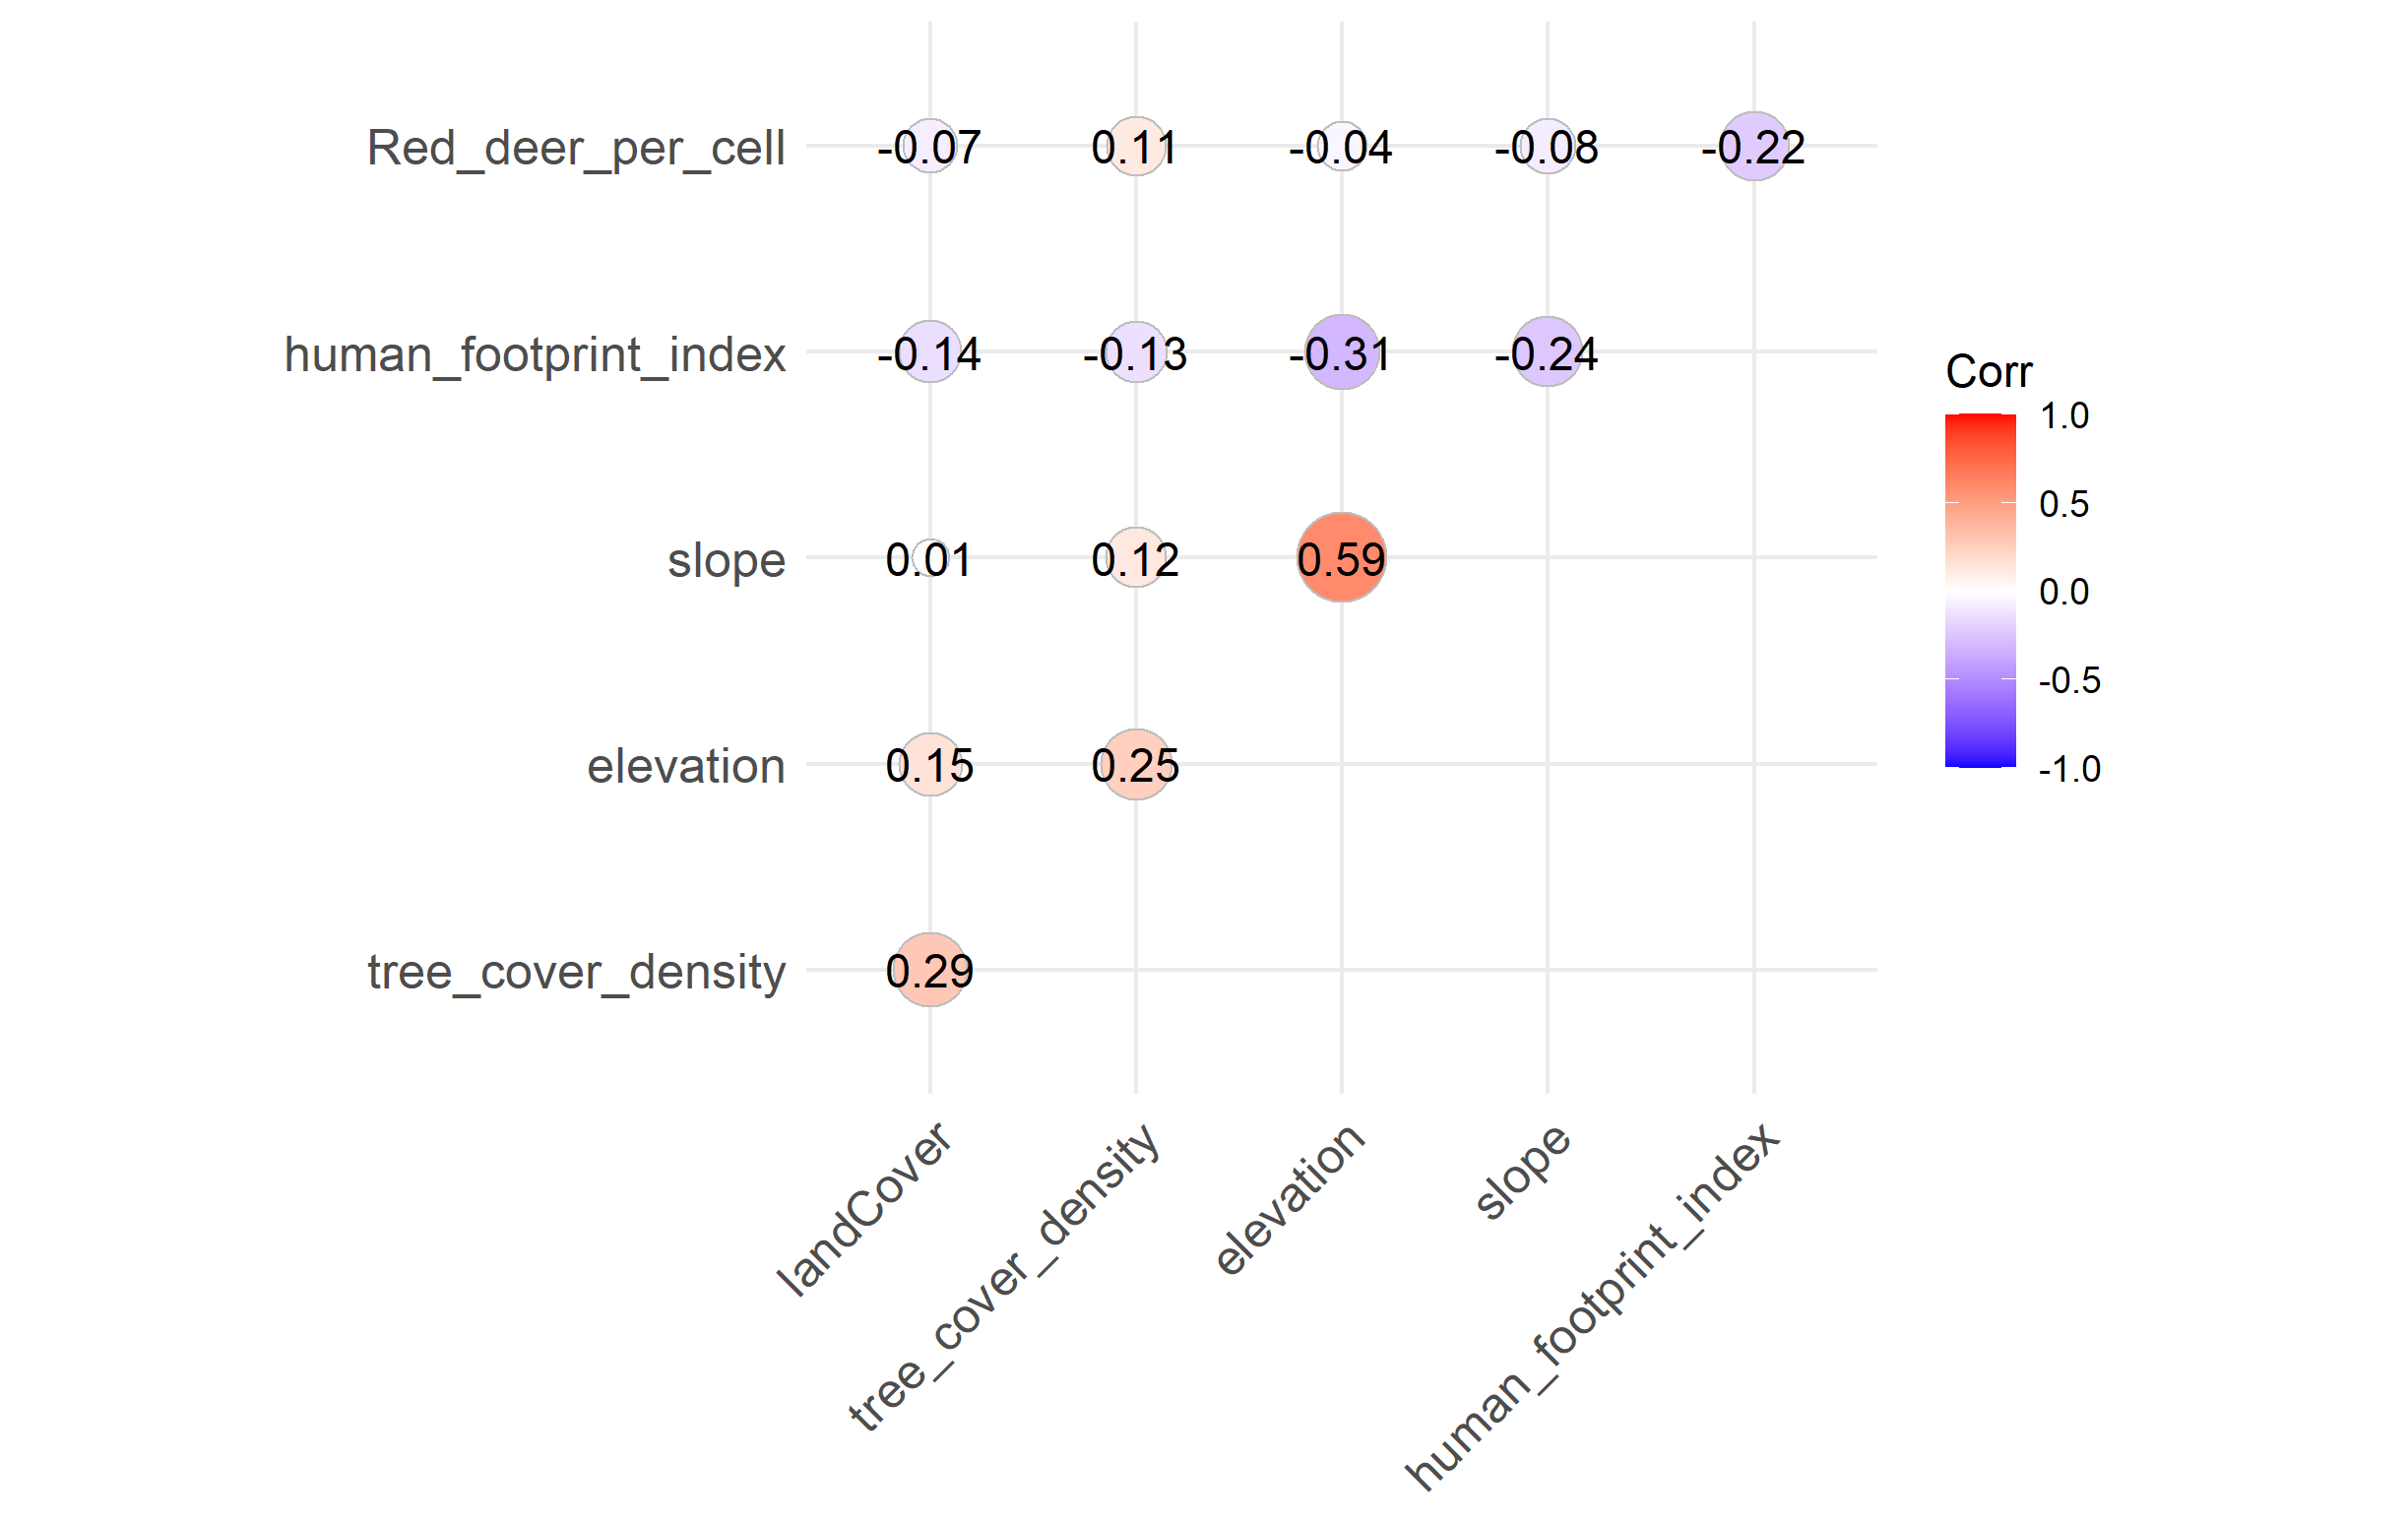 Red_deer_per_cell -0.07 0.11 -0.04 -0.08 -0.22
human_footprint_index -0.14 -0.13 -0.31 -0.24
slope 0.01 0.12 0.59
elevation 0.15 0.25
tree_cover_density 0.29
landCover
tree_cover_density
elevation
slope
human_footprint_index
Corr
1.0
0.5
0.0
-0.5
-1.0